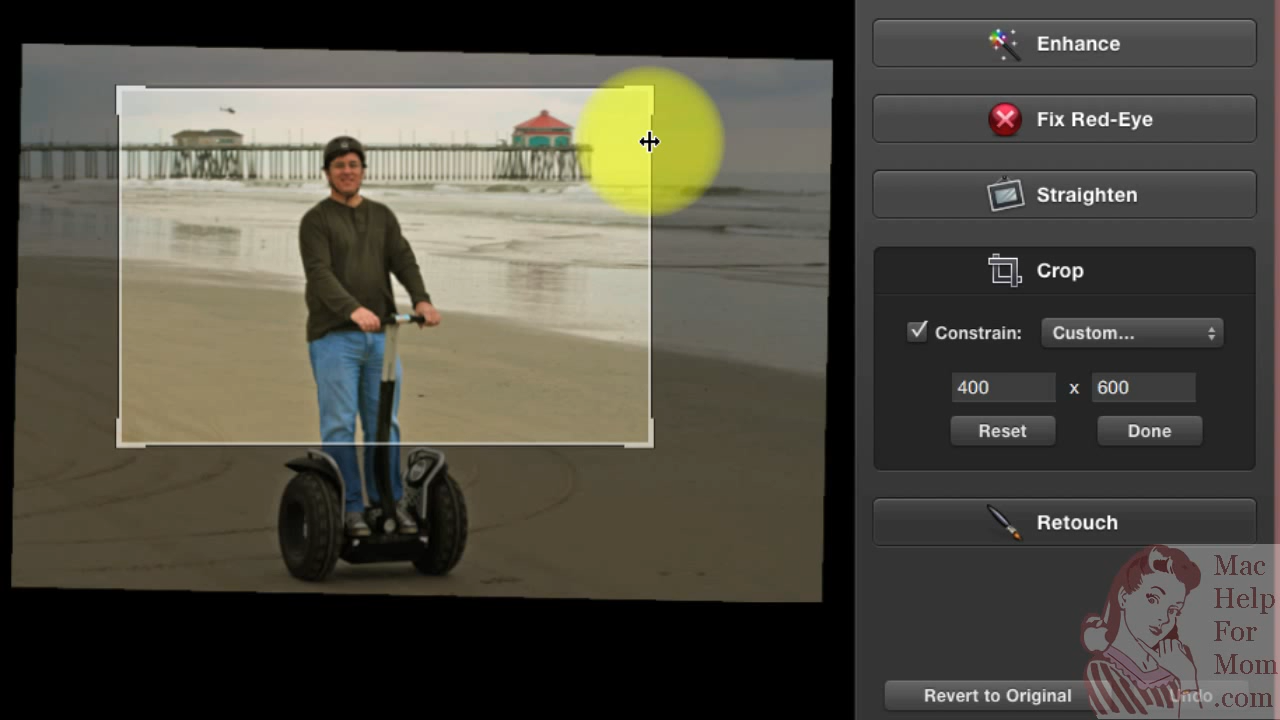 Enhance
Fix Red-Eye
Straighten
Crop
Constrain: Custom...
400 x 600
Reset Done
Retouch
Revert to Original Undo
Mac
Help
For
Mom
.com